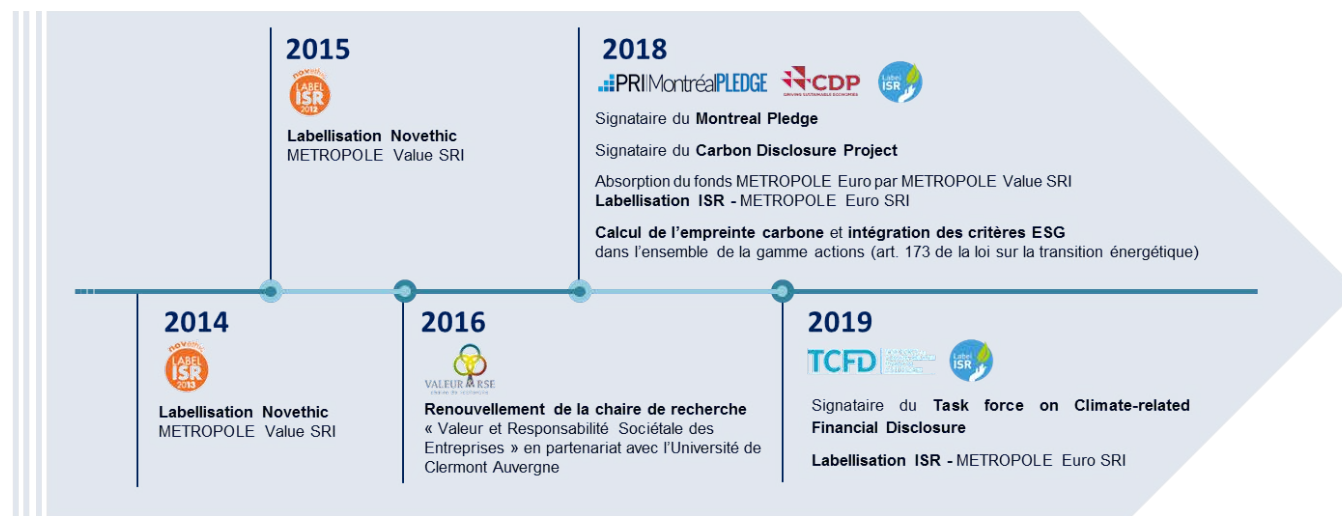 2015
novethic
LABEL
ISR
2012
Labellisation Novethic
METROPOLE Value SRI
2018
PRI MontréalPLEDGE
CDP
DRIVING SUSTAINABLE ECONOMIES
Label
ISR
Signataire du Montreal Pledge
Signataire du Carbon Disclosure Project
Absorption du fonds METROPOLE Euro par METROPOLE Value SRI
Labellisation ISR - METROPOLE Euro SRI
Calcul de l'empreinte carbone et intégration des critères ESG
dans l'ensemble de la gamme actions (art. 173 de la loi sur la transition énergétique)
2014
novethic
LABEL
ISR
2013
Labellisation Novethic
METROPOLE Value SRI
2016
VALEUR & RSE
chaire de recherche
Renouvellement de la chaire de recherche
« Valeur et Responsabilité Sociétale des
Entreprises » en partenariat avec l'Université de
Clermont Auvergne
2019
TCFD
Label
ISR
Signataire du Task force on Climate-related
Financial Disclosure
Labellisation ISR - METROPOLE Euro SRI